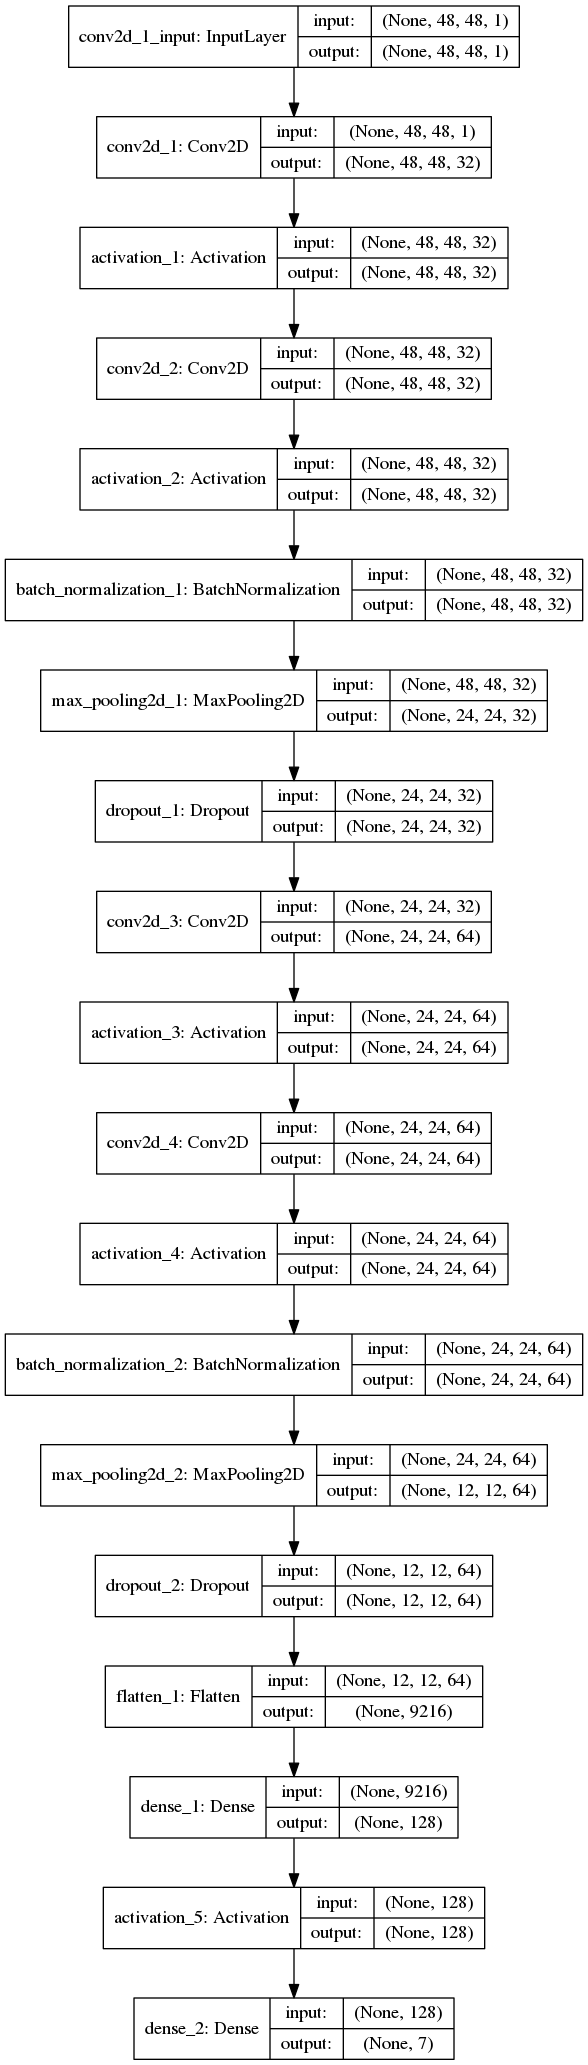 conv2d_1_input: InputLayer
input: (None, 48, 48, 1)
output: (None, 48, 48, 1)
conv2d_1: Conv2D
input: (None, 48, 48, 1)
output: (None, 48, 48, 32)
activation_1: Activation
input: (None, 48, 48, 32)
output: (None, 48, 48, 32)
conv2d_2: Conv2D
input: (None, 48, 48, 32)
output: (None, 48, 48, 32)
activation_2: Activation
input: (None, 48, 48, 32)
output: (None, 48, 48, 32)
batch_normalization_1: BatchNormalization
input: (None, 48, 48, 32)
output: (None, 48, 48, 32)
max_pooling2d_1: MaxPooling2D
input: (None, 48, 48, 32)
output: (None, 24, 24, 32)
dropout_1: Dropout
input: (None, 24, 24, 32)
output: (None, 24, 24, 32)
conv2d_3: Conv2D
input: (None, 24, 24, 32)
output: (None, 24, 24, 64)
activation_3: Activation
input: (None, 24, 24, 64)
output: (None, 24, 24, 64)
conv2d_4: Conv2D
input: (None, 24, 24, 64)
output: (None, 24, 24, 64)
activation_4: Activation
input: (None, 24, 24, 64)
output: (None, 24, 24, 64)
batch_normalization_2: BatchNormalization
input: (None, 24, 24, 64)
output: (None, 24, 24, 64)
max_pooling2d_2: MaxPooling2D
input: (None, 24, 24, 64)
output: (None, 12, 12, 64)
dropout_2: Dropout
input: (None, 12, 12, 64)
output: (None, 12, 12, 64)
flatten_1: Flatten
input: (None, 12, 12, 64)
output: (None, 9216)
dense_1: Dense
input: (None, 9216)
output: (None, 128)
activation_5: Activation
input: (None, 128)
output: (None, 128)
dense_2: Dense
input: (None, 128)
output: (None, 7)